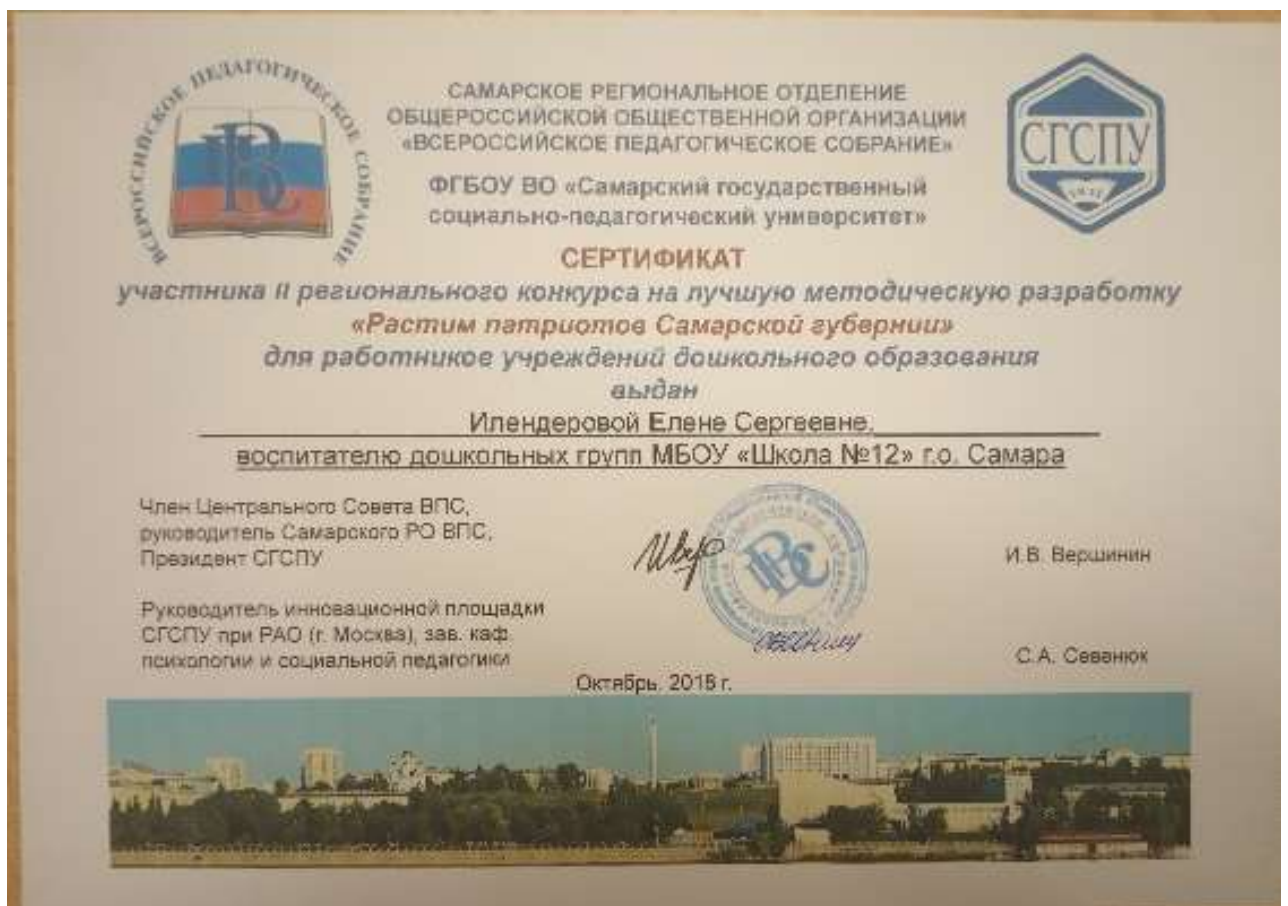 ВСЕРОССИЙСКОЕ ПЕДАГОГИЧЕСКОЕ СОБРАНИЕ
САМАРСКОЕ РЕГИОНАЛЬНОЕ ОТДЕЛЕНИЕ
ОБЩЕРОССИЙСКОЙ ОБЩЕСТВЕННОЙ ОРГАНИЗАЦИИ
«ВСЕРОССИЙСКОЕ ПЕДАГОГИЧЕСКОЕ СОБРАНИЕ»
ФГБОУ ВО «Самарский государственный
социально-педагогический университет»
СГСПУ
СЕРТИФИКАТ
участника II регионального конкурса на лучшую методическую разработку
«Растим патриотов Самарской губернии»
для работников учреждений дошкольного образования
выдан
Илендеровой Елене Сергеевне,
воспитателю дошкольных групп МБОУ «Школа №12» г.о. Самара
Член Центрального Совета ВПС,
руководитель Самарского РО ВПС,
Президент СГСПУ
И.В. Вершинин
Руководитель инновационной площадки
СГСПУ при РАО (г. Москва), зав. каф.
психологии и социальной педагогики
С.А. Севенюк
Октябрь, 2018 г.